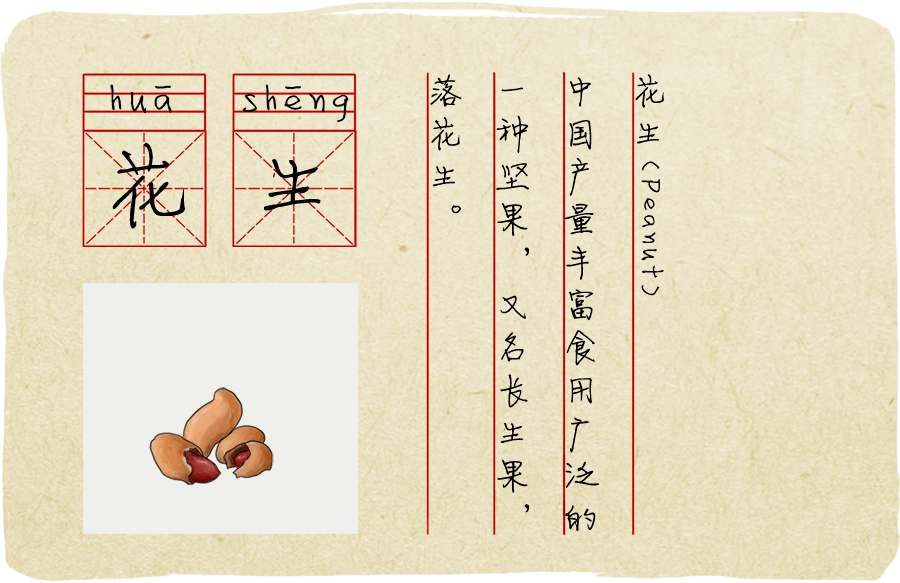 huā shēng
花生
花生(Peanut)
中国产量丰富食用广泛的
一种坚果,又名长生果,
落花生。